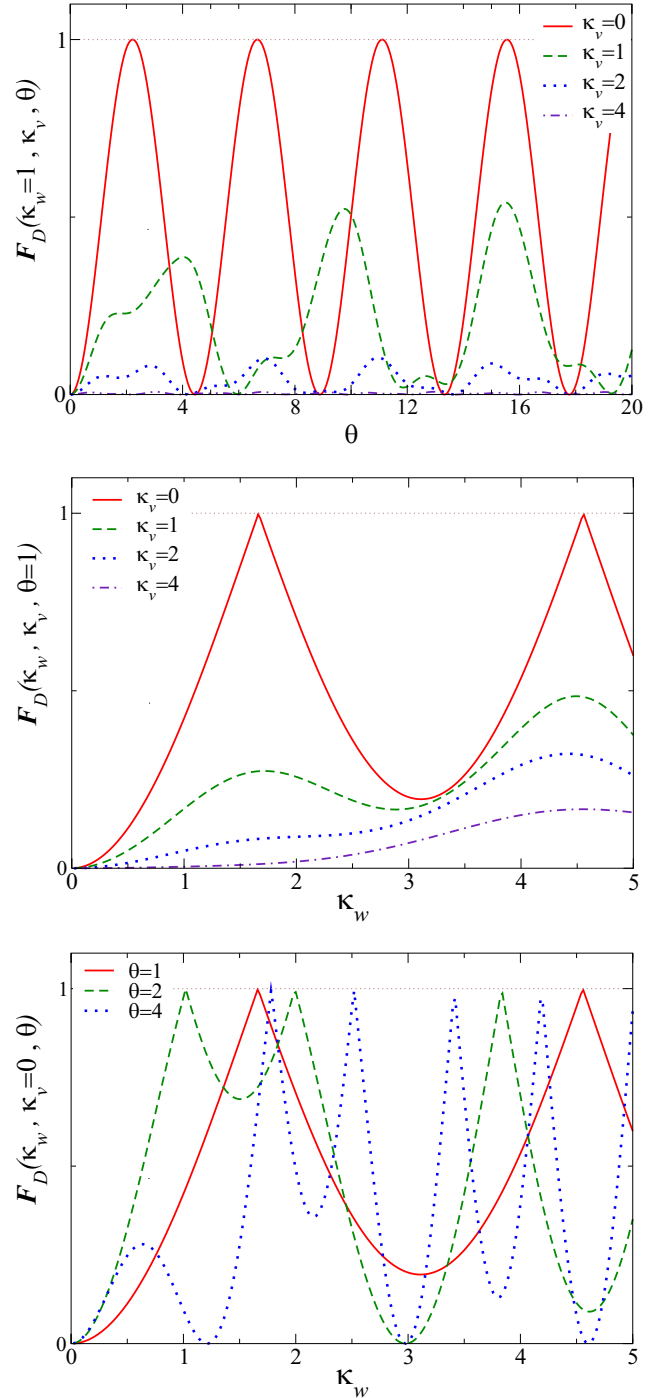 F_D(κ_w=1 , κ_v , θ)
1
0
κ_v=0
κ_v=1
κ_v=2
κ_v=4
0 4 8 12 16 20
θ
F_D(κ_w, κ_v , θ=1)
1
0
κ_v=0
κ_v=1
κ_v=2
κ_v=4
0 1 2 3 4 5
κ_w
F_D(κ_w , κ_v=0 , θ)
θ=1
θ=2
θ=4
1
0
0 1 2 3 4 5
κ_w